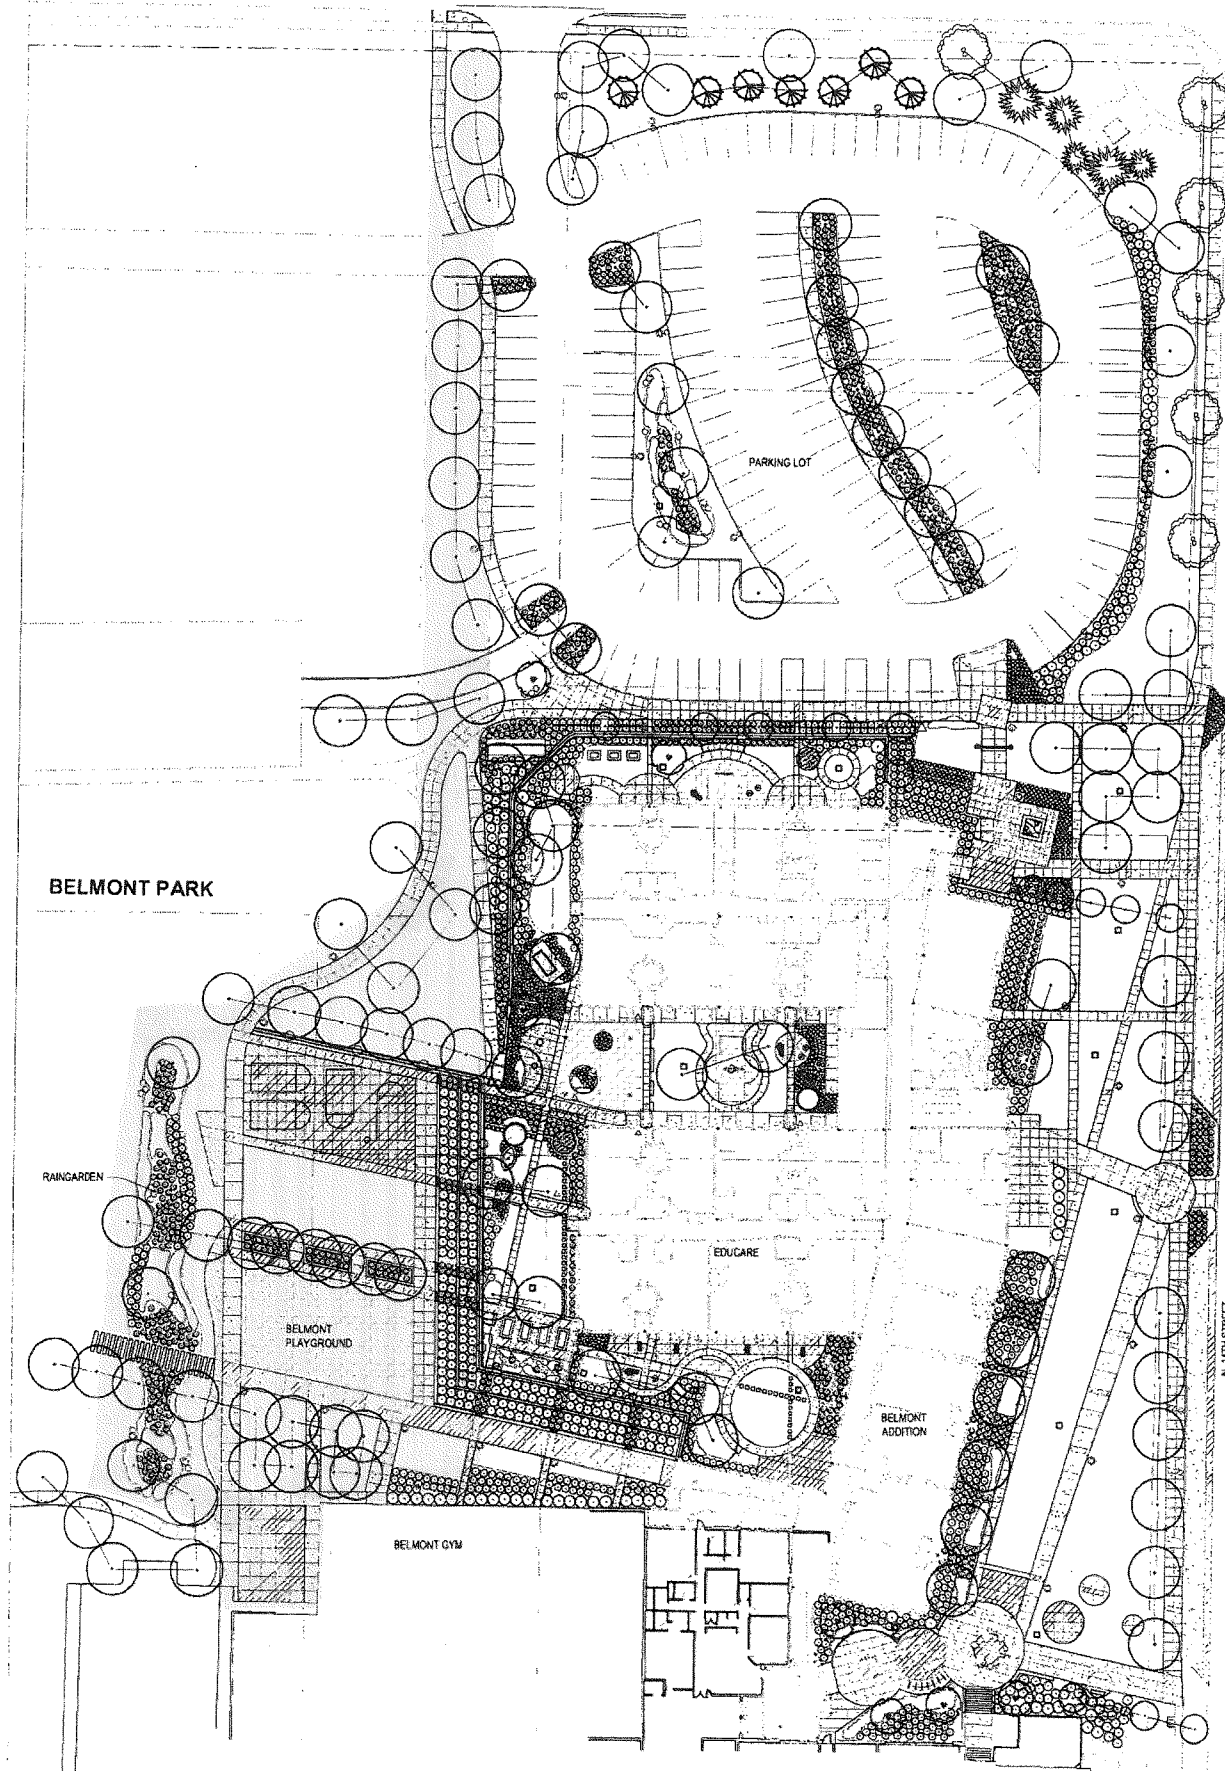 PARKING LOT
BELMONT PARK
RAINGARDEN
EDUCARE
BELMONT
PLAYGROUND
BELMONT
ADDITION
BELMONT GYM